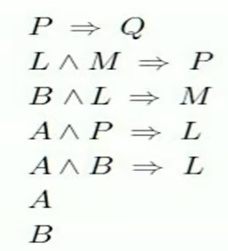 P ⇒ Q
L ∧ M ⇒ P
B ∧ L ⇒ M
A ∧ P ⇒ L
A ∧ B ⇒ L
A
B